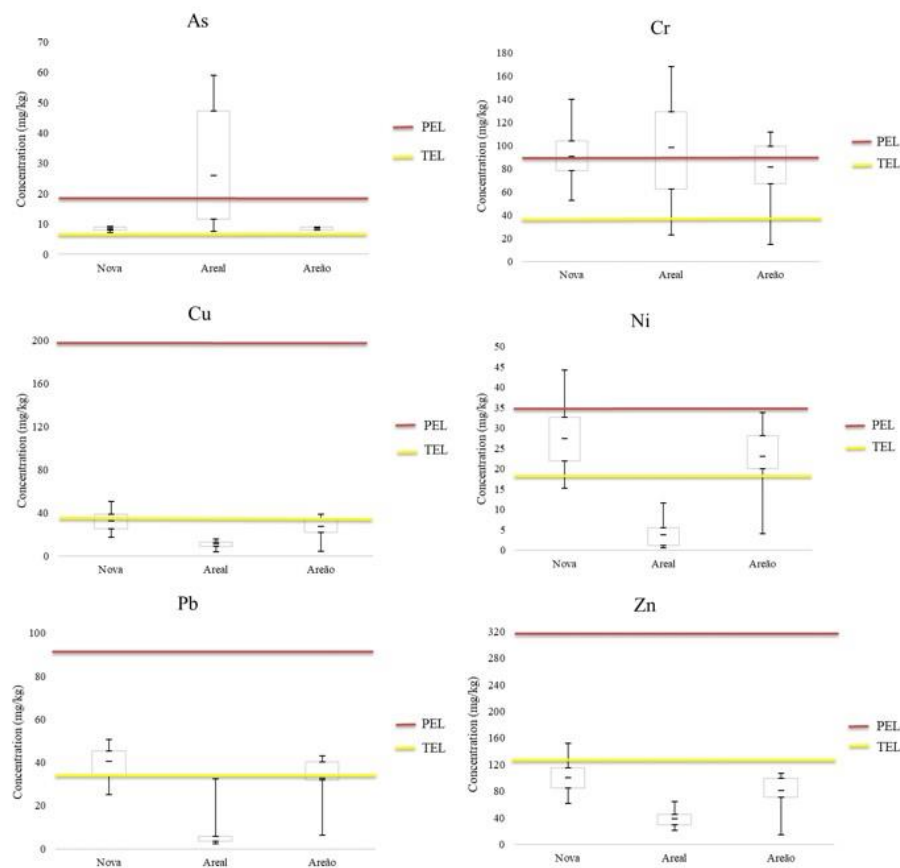 As
Concentration (mg/kg)
70
60
50
40
30
20
10
0
Nova Areal Areão
PEL
TEL
Cr
Concentration (mg/kg)
180
160
140
120
100
80
60
40
20
0
Nova Areal Areão
PEL
TEL
Cu
Concentration (mg/kg)
200
160
120
80
40
0
Nova Areal Areão
PEL
TEL
Ni
Concentration (mg/kg)
50
45
40
35
30
25
20
15
10
5
0
Nova Areal Areão
PEL
TEL
Pb
Concentration (mg/kg)
100
80
60
40
20
0
Nova Areal Areão
PEL
TEL
Zn
Concentration (mg/kg)
320
280
240
200
160
120
80
40
0
Nova Areal Areão
PEL
TEL